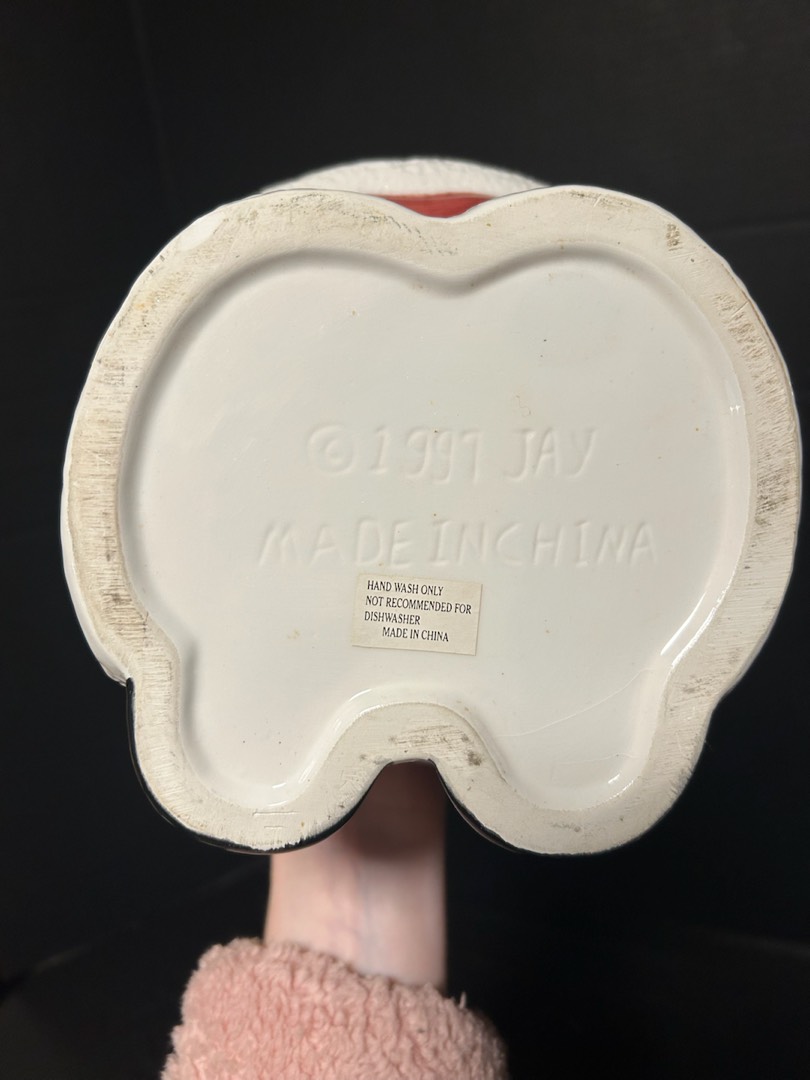 © 1997 JAY
MADE IN CHINA
HAND WASH ONLY
NOT RECOMMENDED FOR
DISHWASHER
MADE IN CHINA